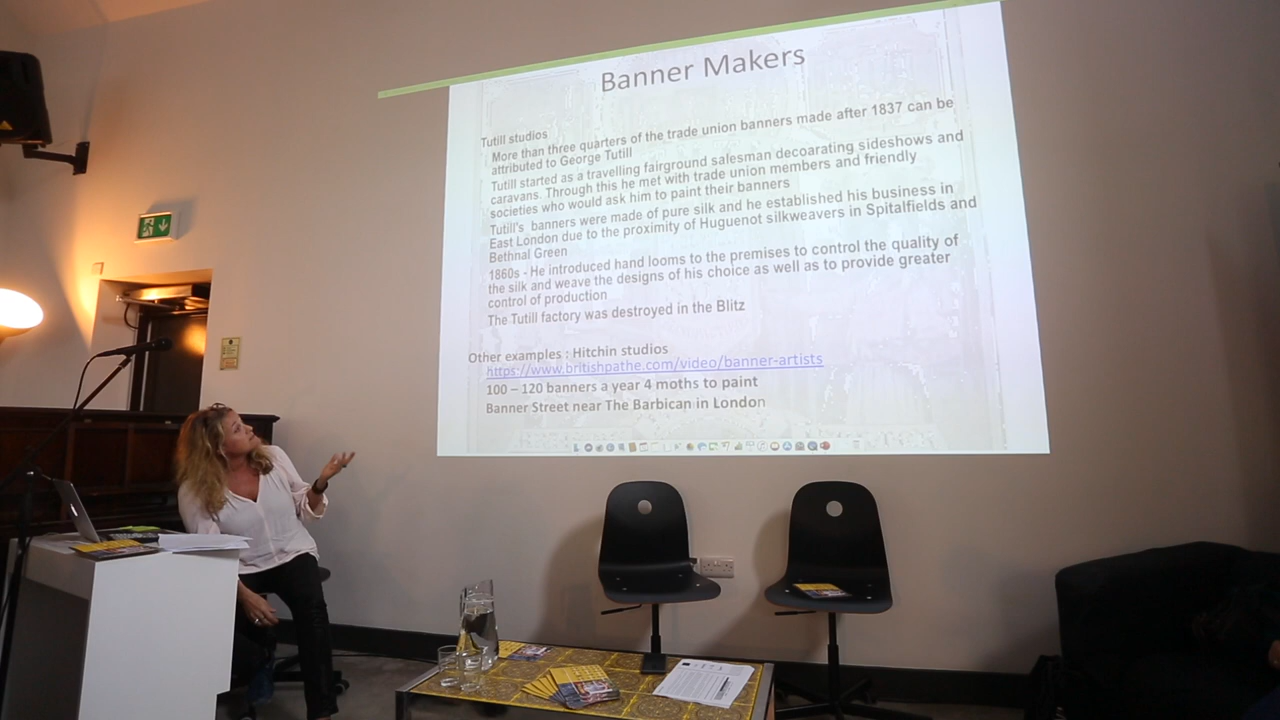 Banner Makers
Tutill studios
More than three quarters of the trade union banners made after 1837 can be
attributed to George Tutill
Tutill started as a travelling fairground salesman decoarating sideshows and
caravans. Through this he met with trade union members and friendly
societies who would ask him to paint their banners
Tutill's banners were made of pure silk and he established his business in
East London due to the proximity of Huguenot silkweavers in Spitalfields and
Bethnal Green
1860s - He introduced hand looms to the premises to control the quality of
the silk and weave the designs of his choice as well as to provide greater
control of production
The Tutill factory was destroyed in the Blitz
Other examples : Hitchin studios
https://www.britishpathe.com/video/banner-artists
100 – 120 banners a year 4 moths to paint
Banner Street near The Barbican in London